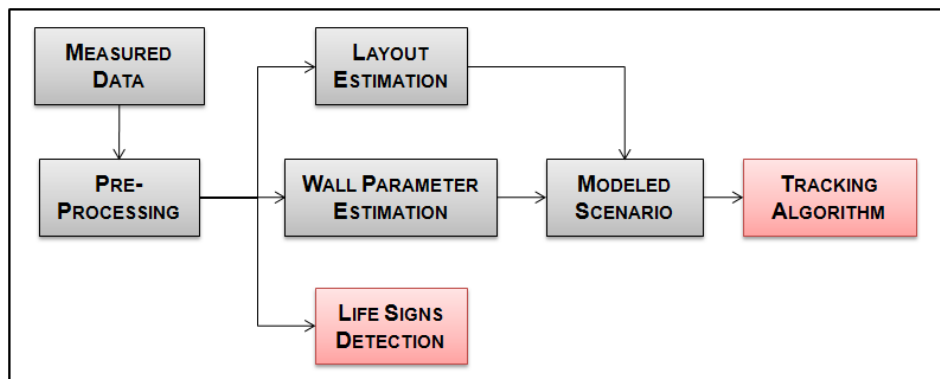 MEASURED
DATA
LAYOUT
ESTIMATION
PRE-
PROCESSING
WALL PARAMETER
ESTIMATION
MODELED
SCENARIO
TRACKING
ALGORITHM
LIFE SIGNS
DETECTION